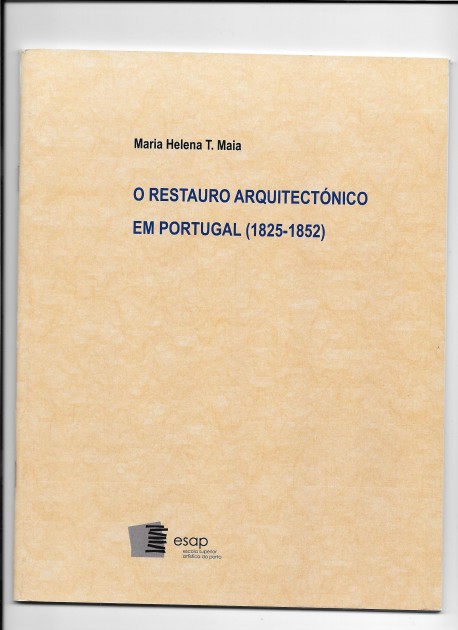 Maria Helena T. Maia
O RESTAURO ARQUITECTÓNICO
EM PORTUGAL (1825-1852)
esap
escola superior
artística do porto